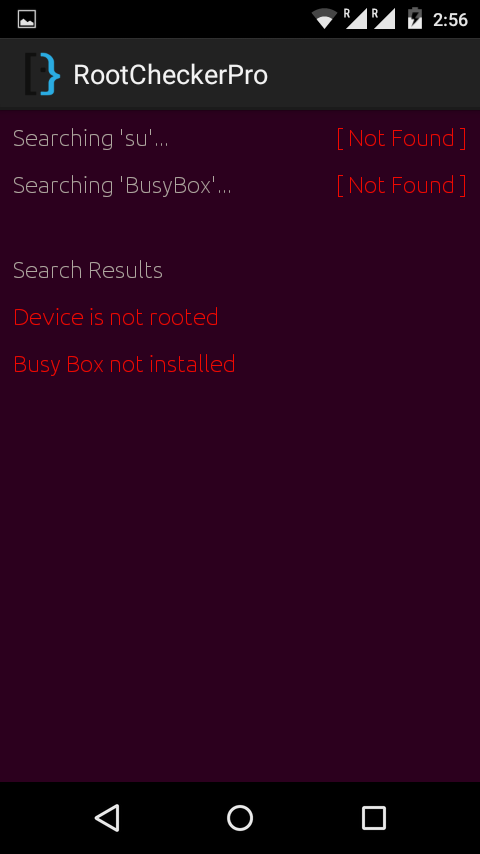 R R 2:56
RootCheckerPro
Searching 'su'... [ Not Found ]
Searching 'BusyBox'... [ Not Found ]
Search Results
Device is not rooted
Busy Box not installed